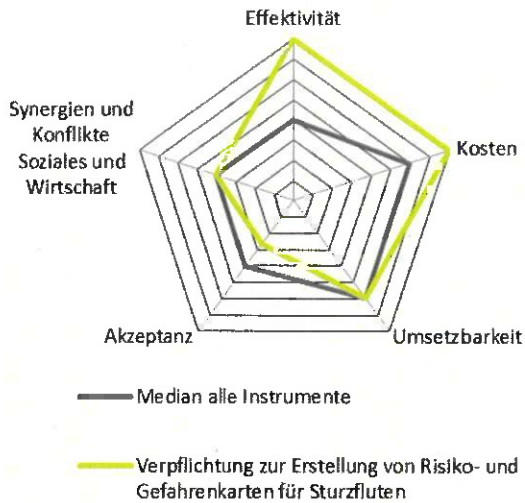 Effektivität
Synergien und
Konflikte
Soziales und
Wirtschaft
Kosten
Akzeptanz
Umsetzbarkeit
Median alle Instrumente
Verpflichtung zur Erstellung von Risiko- und
Gefahrenkarten für Sturzfluten